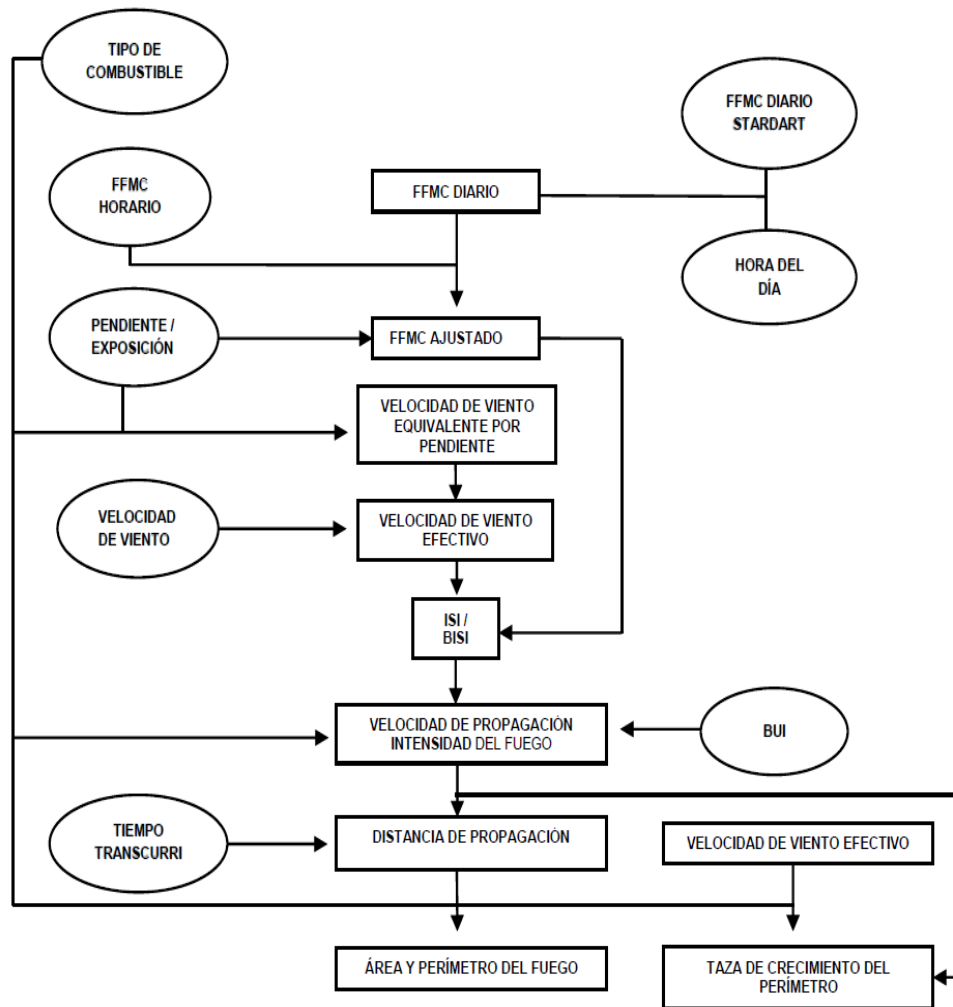 TIPO DE
COMBUSTIBLE
FFMC DIARIO
STARDART
FFMC
HORARIO
FFMC DIARIO
HORA DEL
DÍA
PENDIENTE /
EXPOSICIÓN
FFMC AJUSTADO
VELOCIDAD DE VIENTO
EQUIVALENTE POR
PENDIENTE
VELOCIDAD
DE VIENTO
VELOCIDAD DE VIENTO
EFECTIVO
ISI /
BISI
VELOCIDAD DE PROPAGACIÓN
INTENSIDAD DEL FUEGO
BUI
TIEMPO
TRANSCURRI
DISTANCIA DE PROPAGACIÓN
VELOCIDAD DE VIENTO EFECTIVO
ÁREA Y PERÍMETRO DEL FUEGO
TAZA DE CRECIMIENTO DEL
PERÍMETRO